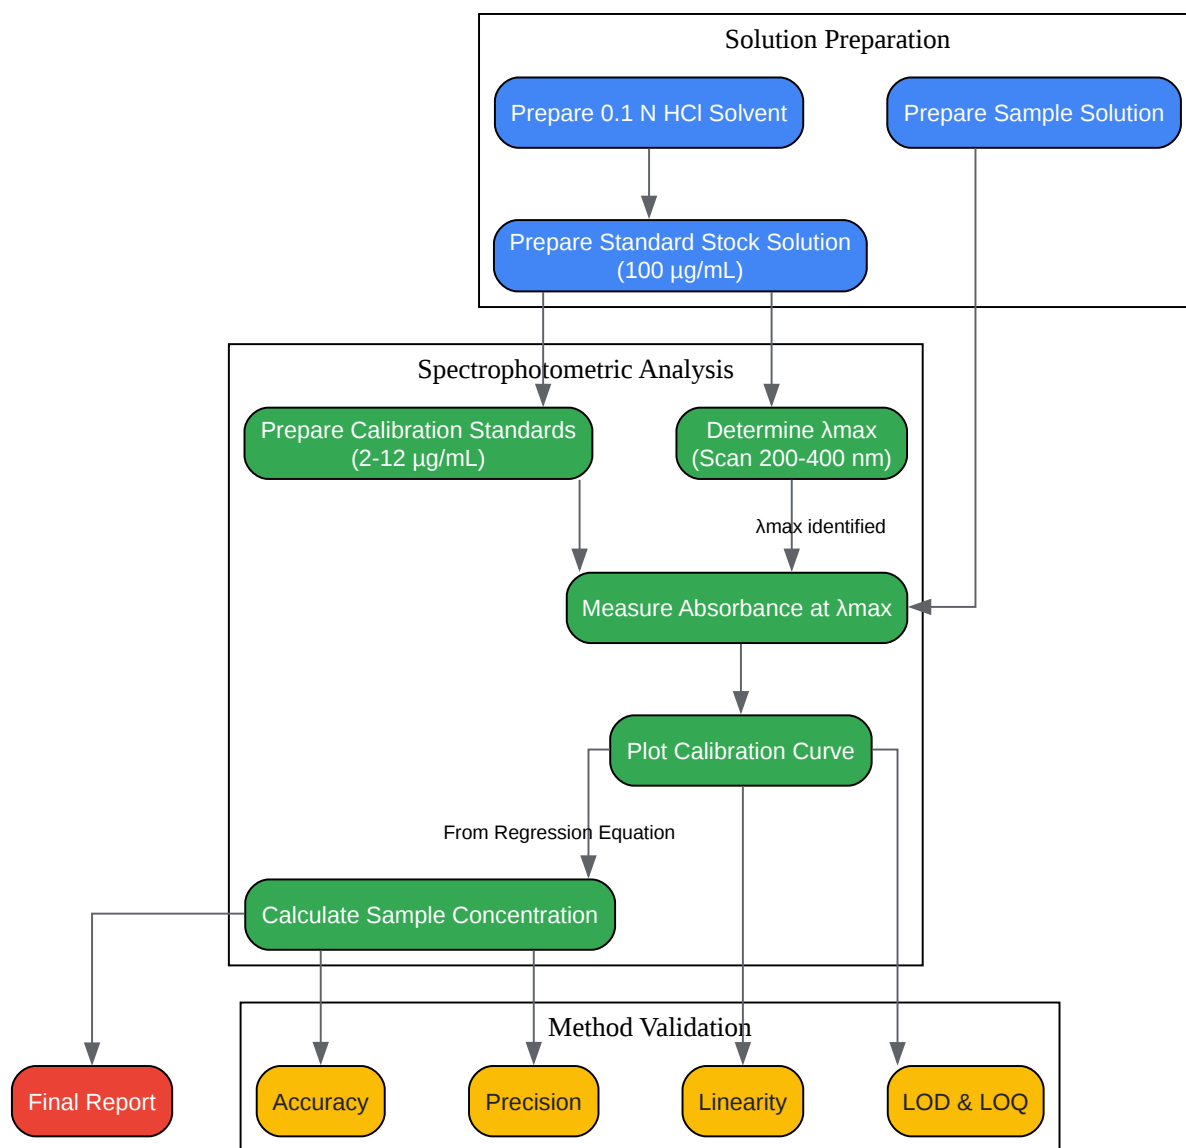 Solution Preparation
Prepare 0.1 N HCl Solvent
Prepare Sample Solution
Prepare Standard Stock Solution
(100 µg/mL)
Spectrophotometric Analysis
Prepare Calibration Standards
(2-12 µg/mL)
Determine λmax
(Scan 200-400 nm)
λmax identified
Measure Absorbance at λmax
Plot Calibration Curve
From Regression Equation
Calculate Sample Concentration
Method Validation
Final Report
Accuracy
Precision
Linearity
LOD & LOQ